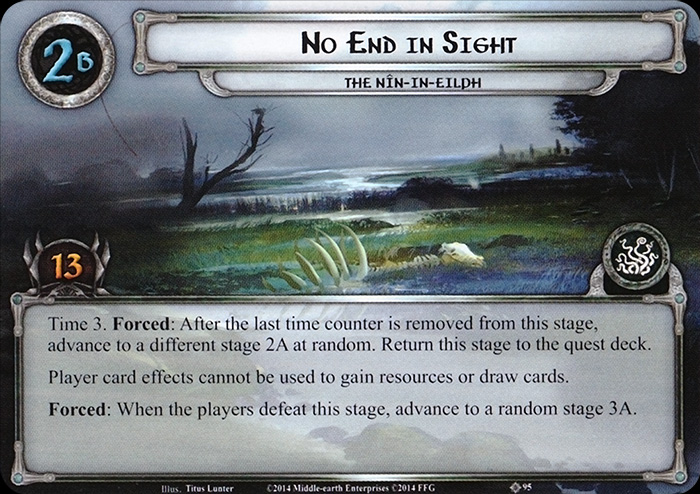 2B
No End in Sight
The Nîn-in-Eilph
13
Time 3. Forced: After the last time counter is removed from this stage,
advance to a different stage 2A at random. Return this stage to the quest deck.
Player card effects cannot be used to gain resources or draw cards.
Forced: When the players defeat this stage, advance to a random stage 3A.
Illus. Titus Lunter ©2014 Middle-earth Enterprises ©2014 FFG 95